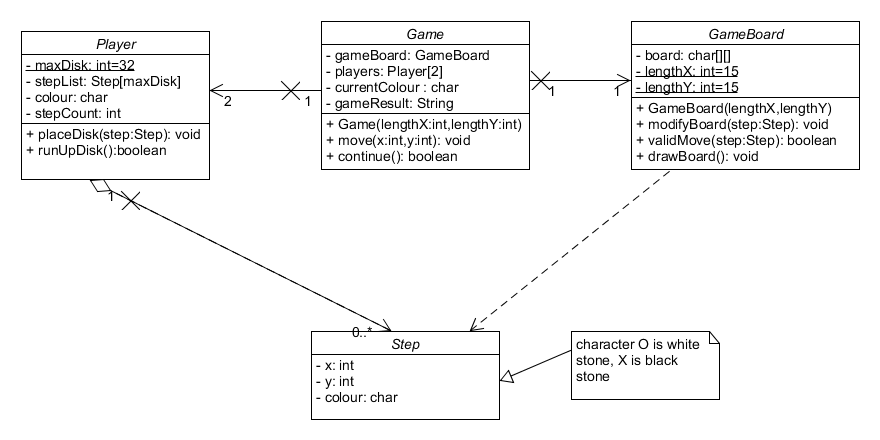 Player
- maxDisk: int=32
- stepList: Step[maxDisk]
- colour: char
- stepCount: int
+ placeDisk(step:Step): void
+ runUpDisk():boolean
2
1
Game
- gameBoard: GameBoard
- players: Player[2]
- currentColour : char
- gameResult: String
+ Game(lengthX:int,lengthY:int)
+ move(x:int,y:int): void
+ continue(): boolean
1
1
GameBoard
- board: char[][]
- lengthX: int=15
- lengthY: int=15
+ GameBoard(lengthX,lengthY)
+ modifyBoard(step:Step): void
+ validMove(step:Step): boolean
+ drawBoard(): void
1
0..*
Step
- x: int
- y: int
- colour: char
character O is white
stone, X is black
stone